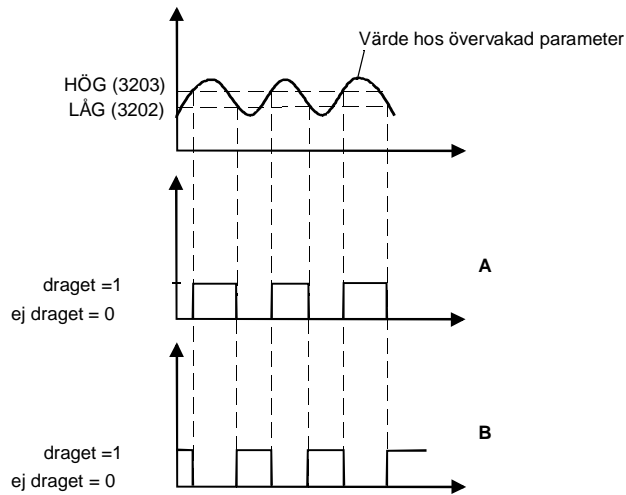 Värde hos övervakad parameter
HÖG (3203)
LÅG (3202)
A
draget =1
ej draget = 0
B
draget =1
ej draget = 0